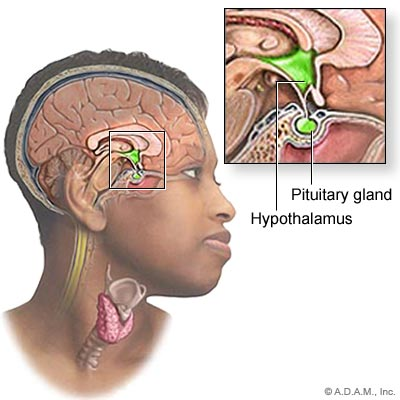 Pituitary gland
Hypothalamus
© A.D.A.M., Inc.